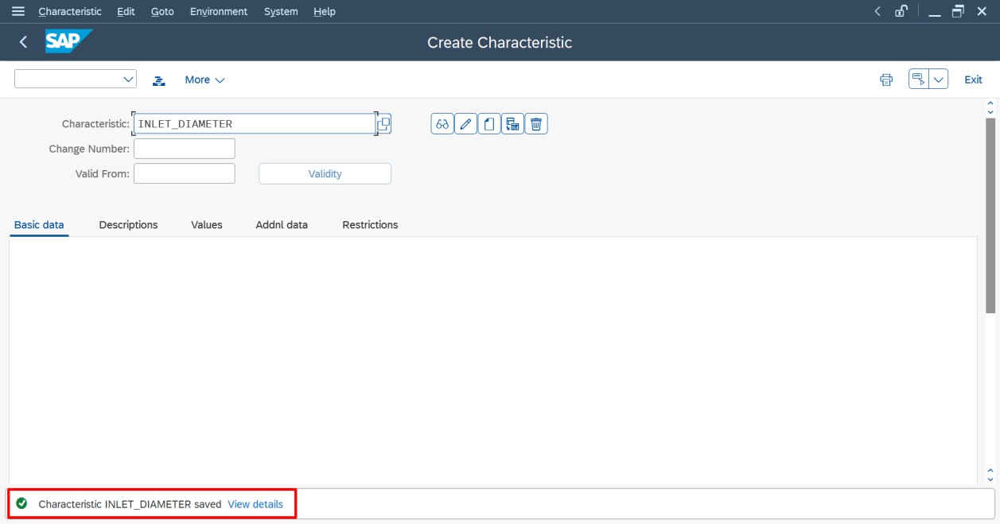 Characteristic Edit Goto Environment System Help
SAP Create Characteristic
More Exit
Characteristic: INLET_DIAMETER
Change Number:
Valid From: Validity
Basic data Descriptions Values Addnl data Restrictions
Characteristic INLET_DIAMETER saved View details